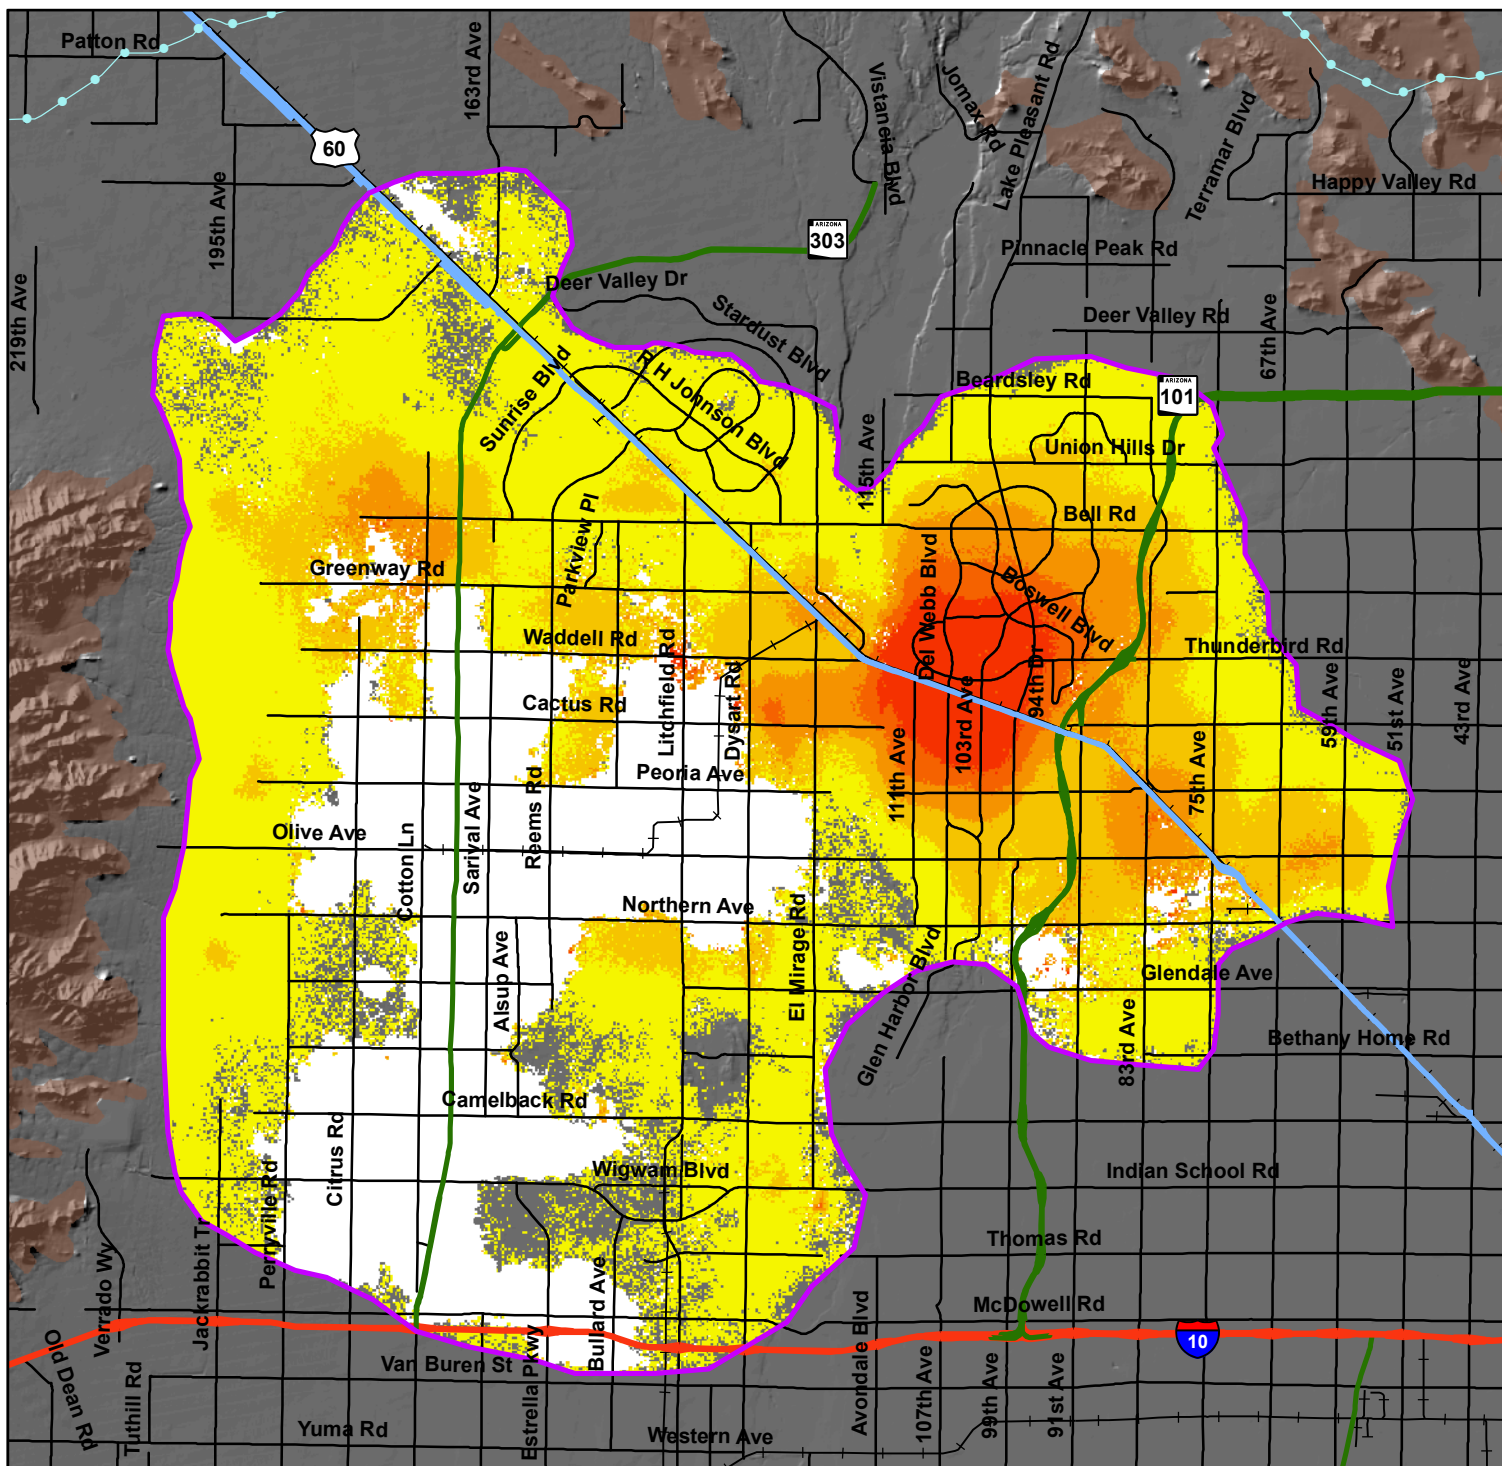 Patton Rd
163rd Ave
Vistancia Blvd
Jomax Rd
Lake Pleasant Rd
Terramar Blvd
60
Happy Valley Rd
195th Ave
ARIZONA
303
Pinnacle Peak Rd
219th Ave
Deer Valley Dr
Stardust Blvd
Deer Valley Rd
67th Ave
Sunrise Blvd
R H Johnson Blvd
Beardsley Rd
ARIZONA
101
115th Ave
Union Hills Dr
Parkview Pl
Bell Rd
Greenway Rd
Del Webb Blvd
Boswell Blvd
Waddell Rd
Litchfield Rd
Thunderbird Rd
Dysart Rd
94th Dr
59th Ave
51st Ave
43rd Ave
Cactus Rd
103rd Ave
111th Ave
Peoria Ave
75th Ave
Olive Ave
Cotton Ln
Sarival Ave
Reems Rd
Northern Ave
El Mirage Rd
Alsup Ave
Glen Harbor Blvd
Glendale Ave
83rd Ave
Bethany Home Rd
Camelback Rd
Citrus Rd
Perryville Rd
Wigwam Blvd
Indian School Rd
Verrado Wy
Jackrabbit Tr
Thomas Rd
Bullard Ave
McDowell Rd
Avondale Blvd
10
Old Dean Rd
Tuthill Rd
Van Buren St
Estrella Pkwy
107th Ave
99th Ave
91st Ave
Yuma Rd
Western Ave